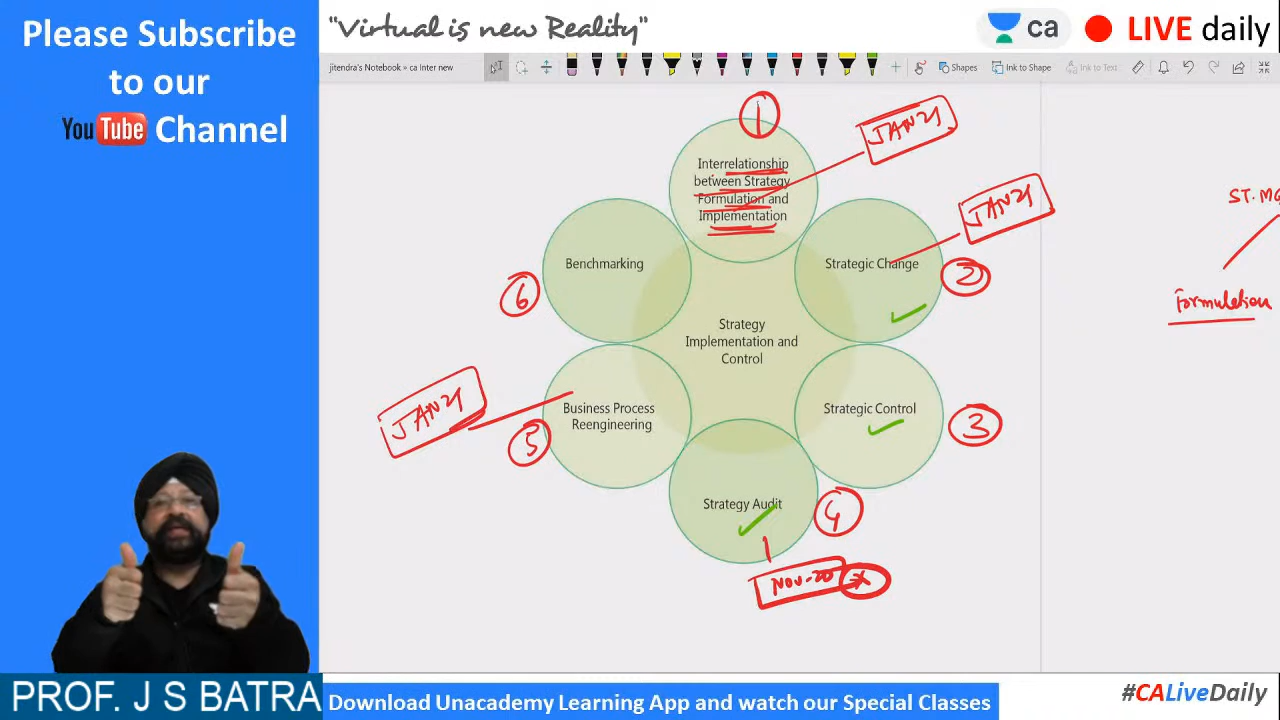 Please Subscribe
to our
YouTube Channel
"Virtual is new Reality"
ca
LIVE daily
jitendra's Notebook » ca Inter new
Shapes
Ink to Shape
Ink to Text
1
JAN21
Interrelationship
between Strategy
Formulation and
Implementation
JAN21
ST. MG
Benchmarking
Strategic Change
6
2
Formulation
Strategy
Implementation and
Control
JAN21
Business Process
Reengineering
Strategic Control
5
3
Strategy Audit
4
NOV-20 *
PROF. J S BATRA
Download Unacademy Learning App and watch our Special Classes
#CALiveDaily